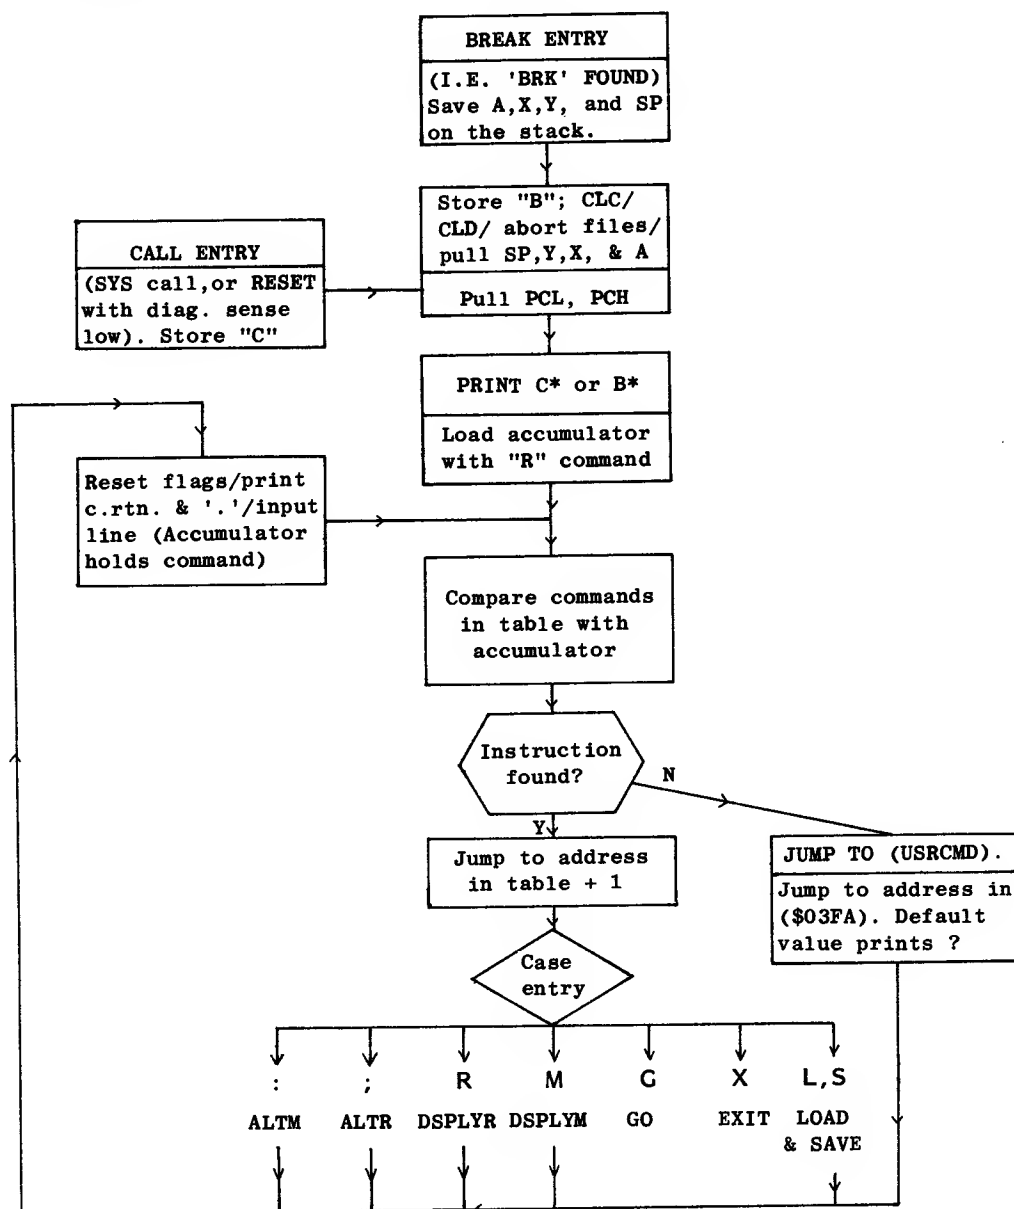 BREAK ENTRY
(I.E. 'BRK' FOUND)
Save A,X,Y, and SP
on the stack.
Store "B"; CLC/
CLD/ abort files/
pull SP,Y,X, & A
Pull PCL, PCH
CALL ENTRY
(SYS call,or RESET
with diag. sense
low). Store "C"
PRINT C* or B*
Load accumulator
with "R" command
Reset flags/print
c.rtn. & '.'/input
line (Accumulator
holds command)
Compare commands
in table with
accumulator
Instruction
found?
N
Y
Jump to address
in table + 1
JUMP TO (USRCMD).
Jump to address in
($03FA). Default
value prints ?
Case
entry
: ; R M G X L,S
ALTM ALTR DSPLYR DSPLYM GO EXIT LOAD
& SAVE